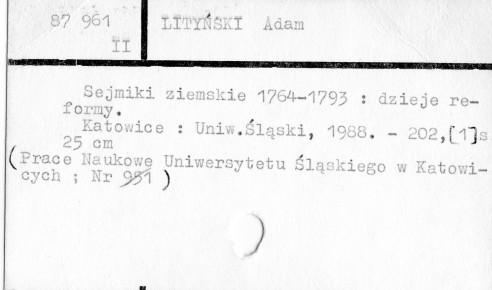 87 961
II
LITYŃSKI Adam
Sejmiki ziemskie 1764-1793 : dzieje re-
formy.
Katowice : Uniw.Śląski, 1988. - 202,[1]s
25 cm
(Prace Naukowe Uniwersytetu Śląskiego w Katowi-
cych ; Nr 951 )